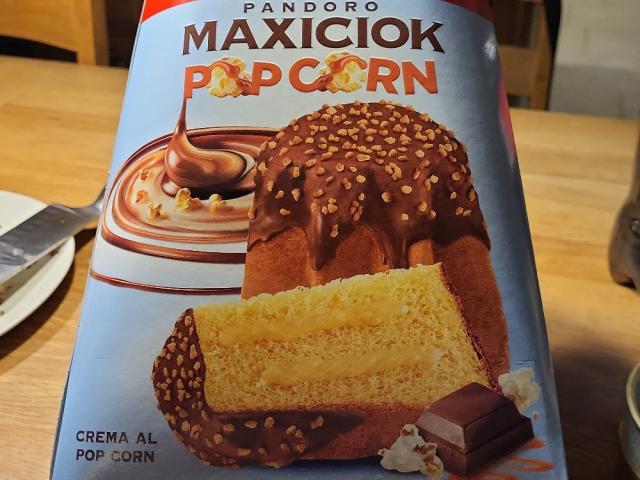 PANDORO
MAXICIOK
POPCORN
CREMA AL
POP CORN